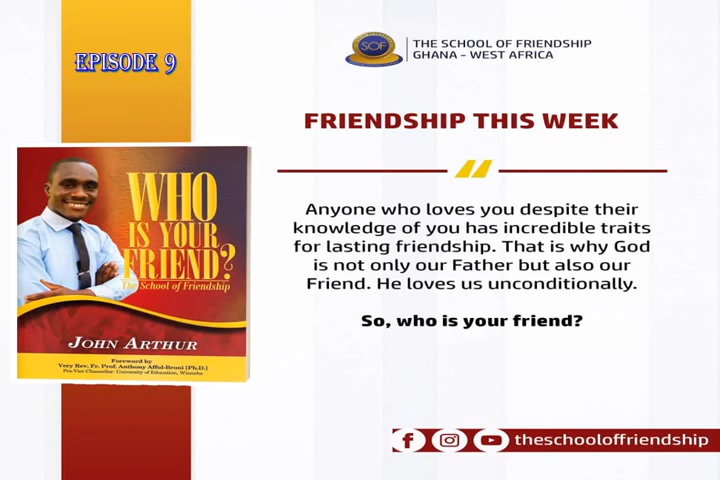 EPISODE 9
SOF
THE SCHOOL OF FRIENDSHIP
GHANA - WEST AFRICA
FRIENDSHIP THIS WEEK
WHO
IS YOUR
FRIEND?
The School of Friendship
JOHN ARTHUR
Foreword by
Very Rev. Fr. Prof. Anthony Afful-Broni [Ph.D.]
Pro-Vice Chancellor: University of Education, Winneba
Anyone who loves you despite their
knowledge of you has incredible traits
for lasting friendship. That is why God
is not only our Father but also our
Friend. He loves us unconditionally.
So, who is your friend?
theschooloffriendship